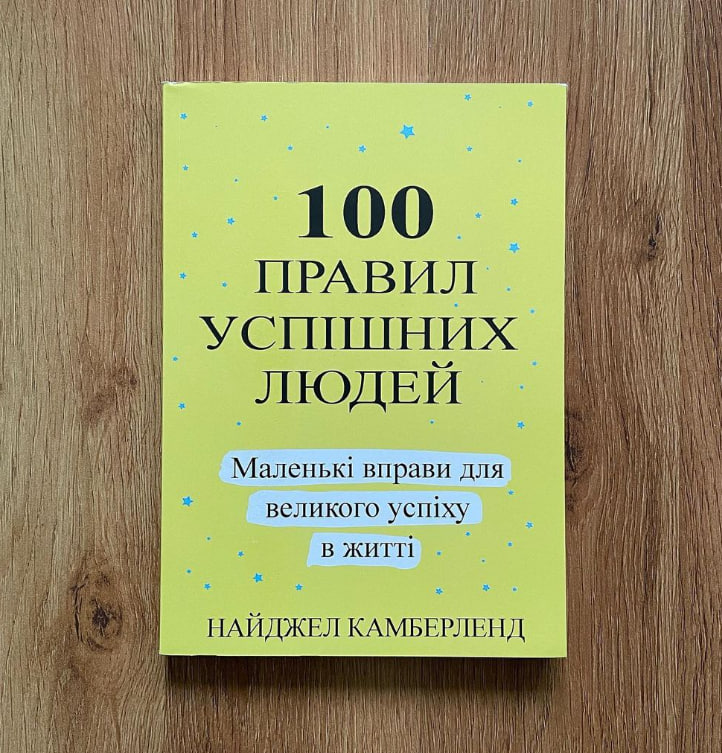 100
ПРАВИЛ
УСПІШНИХ
ЛЮДЕЙ
Маленькі вправи для
великого успіху
в житті
НАЙДЖЕЛ КАМБЕРЛЕНД